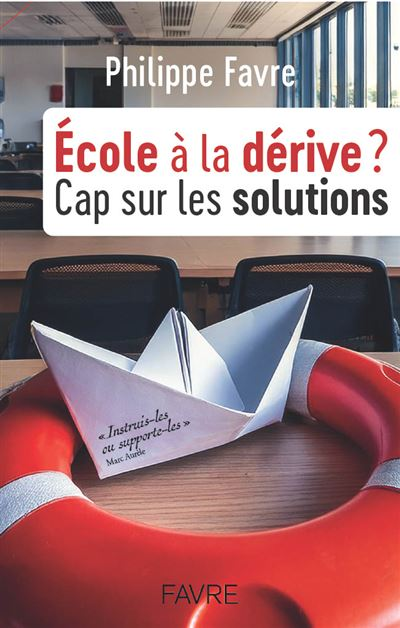 Philippe Favre
École à la dérive ?
Cap sur les solutions
« Instruis-les
ou supporte-les »
Marc Aurèle
FAVRE